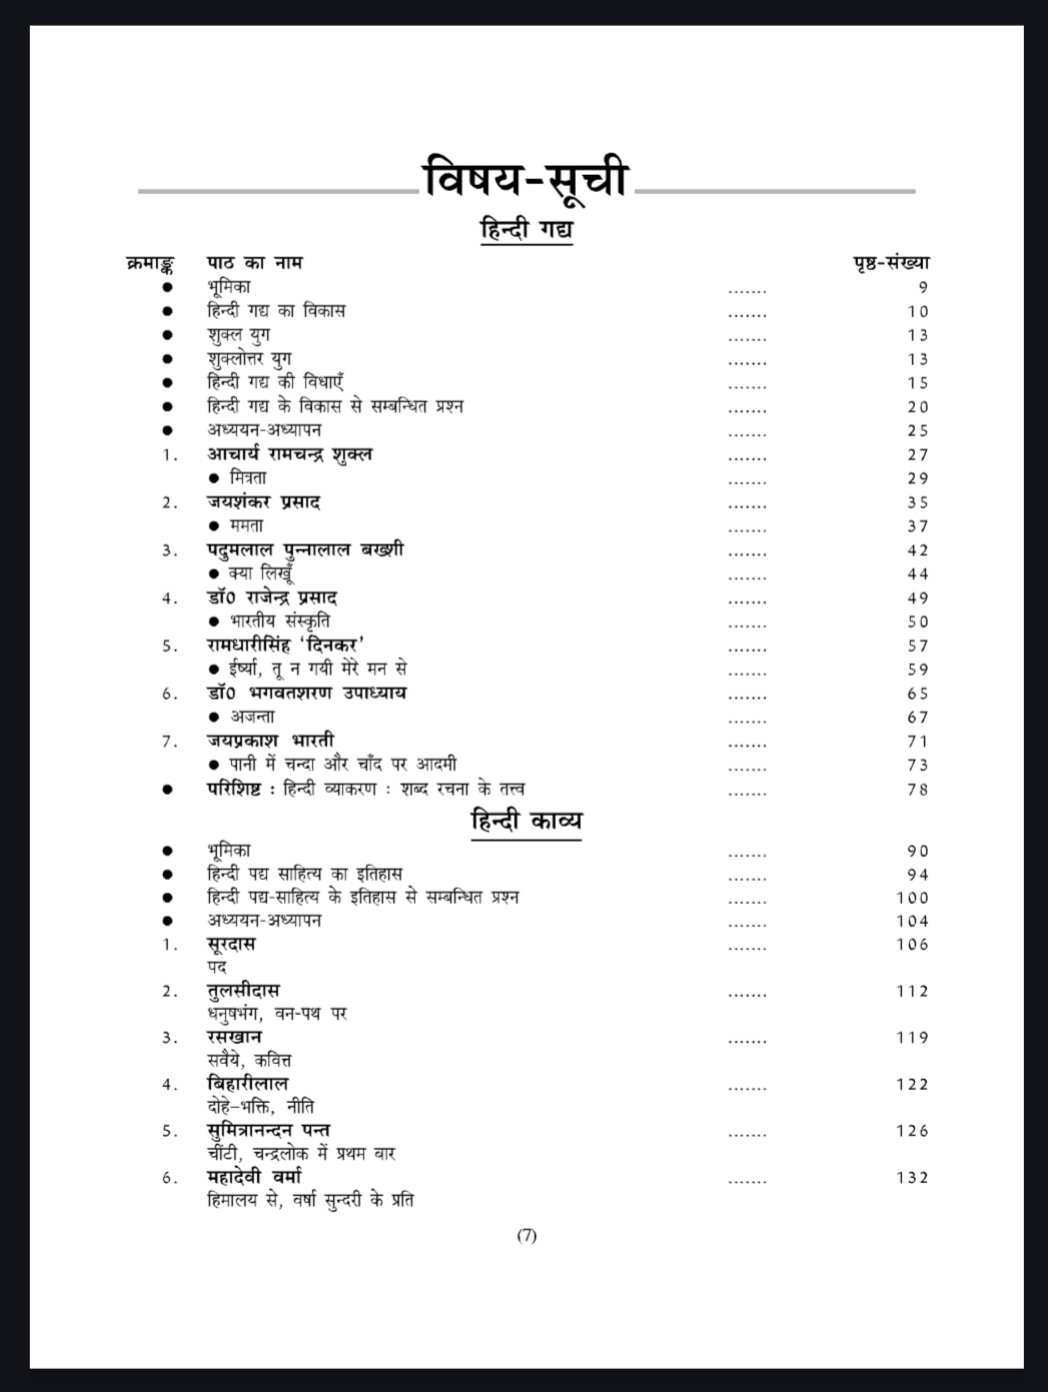 विषय-सूची
हिन्दी गद्य
क्रमाङ्क पाठ का नाम पृष्ठ-संख्या
● भूमिका ....... 9
● हिन्दी गद्य का विकास ....... 10
● शुक्ल युग ....... 13
● शुक्लोत्तर युग ....... 13
● हिन्दी गद्य की विधाएँ ....... 15
● हिन्दी गद्य के विकास से सम्बन्धित प्रश्न ....... 20
● अध्ययन-अध्यापन ....... 25
1. आचार्य रामचन्द्र शुक्ल ....... 27
● मित्रता ....... 29
2. जयशंकर प्रसाद ....... 35
● ममता ....... 37
3. पदुमलाल पुन्नालाल बख्शी ....... 42
● क्या लिखूँ ....... 44
4. डॉ0 राजेन्द्र प्रसाद ....... 49
● भारतीय संस्कृति ....... 50
5. रामधारीसिंह ‘दिनकर’ ....... 57
● ईर्ष्या, तू न गयी मेरे मन से ....... 59
6. डॉ0 भगवतशरण उपाध्याय ....... 65
● अजन्ता ....... 67
7. जयप्रकाश भारती ....... 71
● पानी में चन्दा और चाँद पर आदमी ....... 73
● परिशिष्ट : हिन्दी व्याकरण : शब्द रचना के तत्त्व ....... 78
हिन्दी काव्य
● भूमिका ....... 90
● हिन्दी पद्य साहित्य का इतिहास ....... 94
● हिन्दी पद्य-साहित्य के इतिहास से सम्बन्धित प्रश्न ....... 100
● अध्ययन-अध्यापन ....... 104
1. सूरदास ....... 106
पद
2. तुलसीदास ....... 112
धनुषभंग, वन-पथ पर
3. रसखान ....... 119
सवैये, कवित्त
4. बिहारीलाल ....... 122
दोहे–भक्ति, नीति
5. सुमित्रानन्दन पन्त ....... 126
चींटी, चन्द्रलोक में प्रथम बार
6. महादेवी वर्मा ....... 132
हिमालय से, वर्षा सुन्दरी के प्रति
(7)